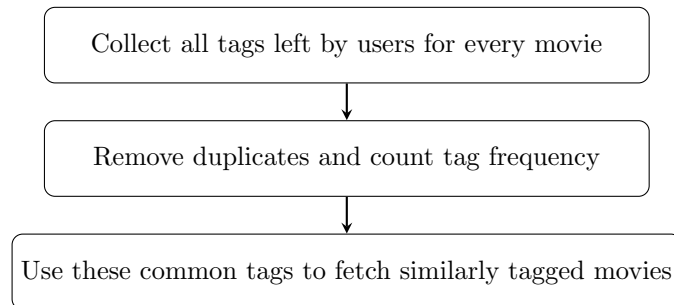 Collect all tags left by users for every movie
Remove duplicates and count tag frequency
Use these common tags to fetch similarly tagged movies